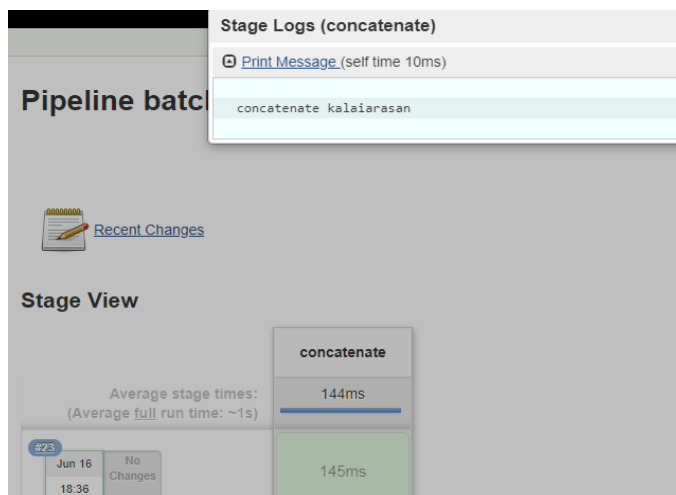 Stage Logs (concatenate)
Print Message (self time 10ms)
concatenate kalaiarasan
Pipeline
Recent Changes
Stage View
concatenate
Average stage times:
(Average full run time: ~1s)
144ms
#23
Jun 16
18:36
No
Changes
145ms